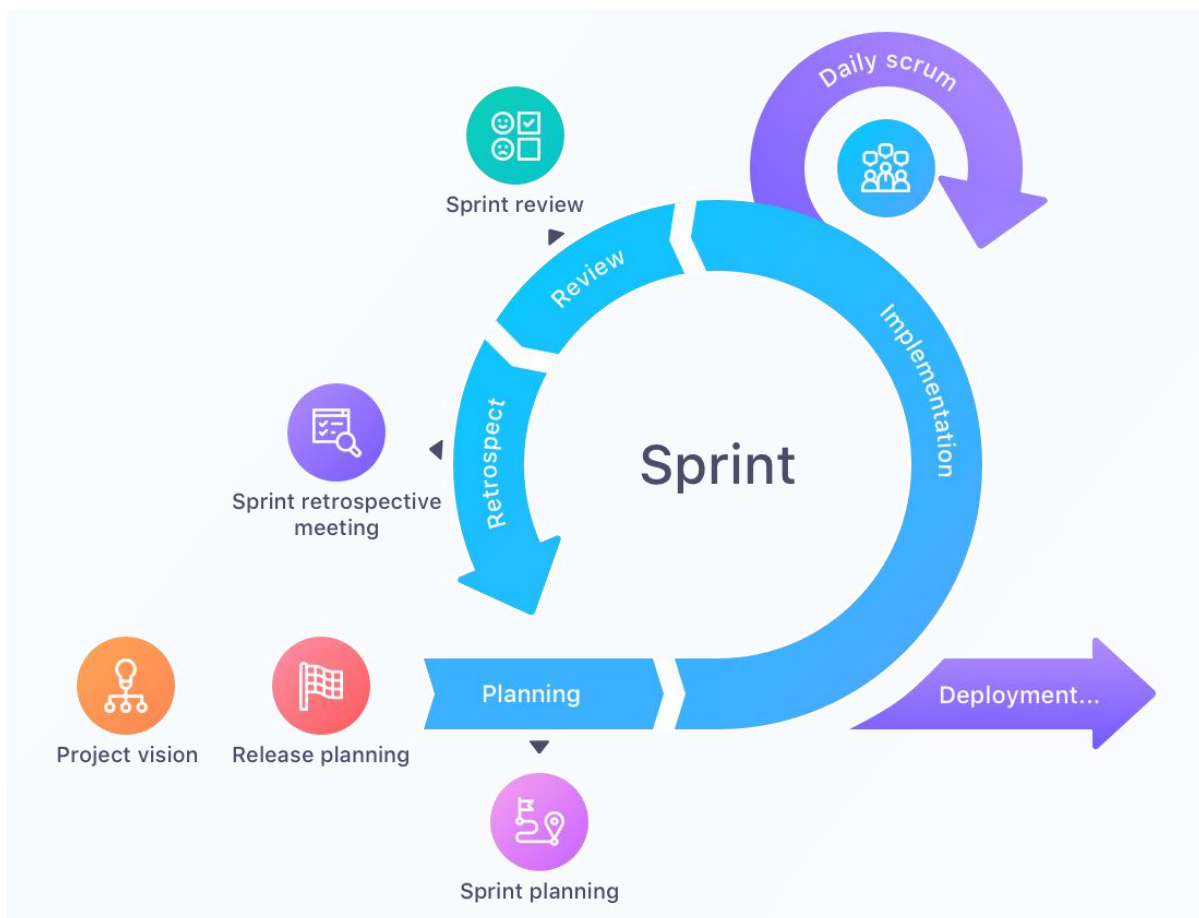 Daily scrum
Sprint review
Review
Implementation
Retrospect
Sprint
Sprint retrospective
meeting
Planning
Deployment...
Project vision
Release planning
Sprint planning